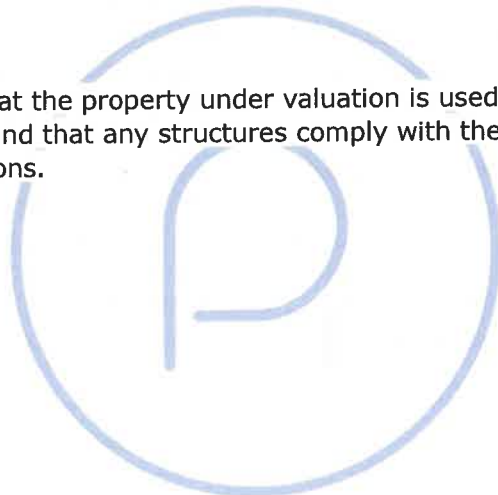 at the property under valuation is used
nd that any structures comply with the
ons.